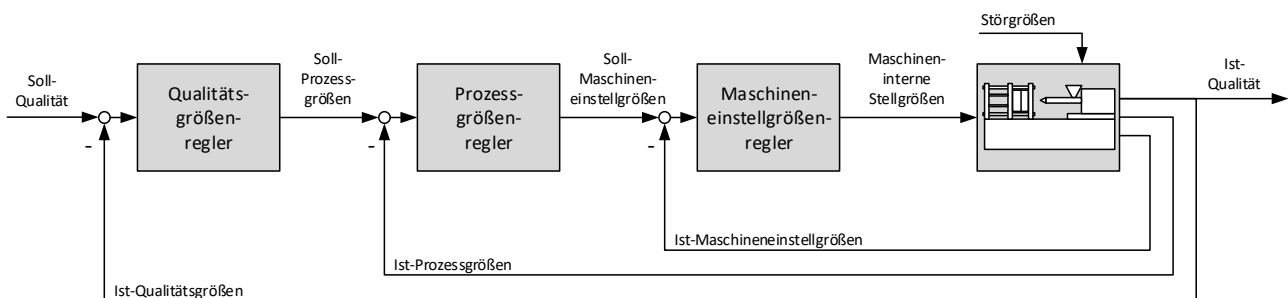 Störgrößen
Soll-
Qualität
Qualitäts-
größen-
regler
Soll-
Prozess-
größen
Prozess-
größen-
regler
Soll-
Maschinen-
einstellgrößen
Maschinen-
einstellgrößen-
regler
Maschinen-
interne
Stellgrößen
Ist-
Qualität
-
-
-
Ist-Maschineneinstellgrößen
Ist-Prozessgrößen
Ist-Qualitätsgrößen